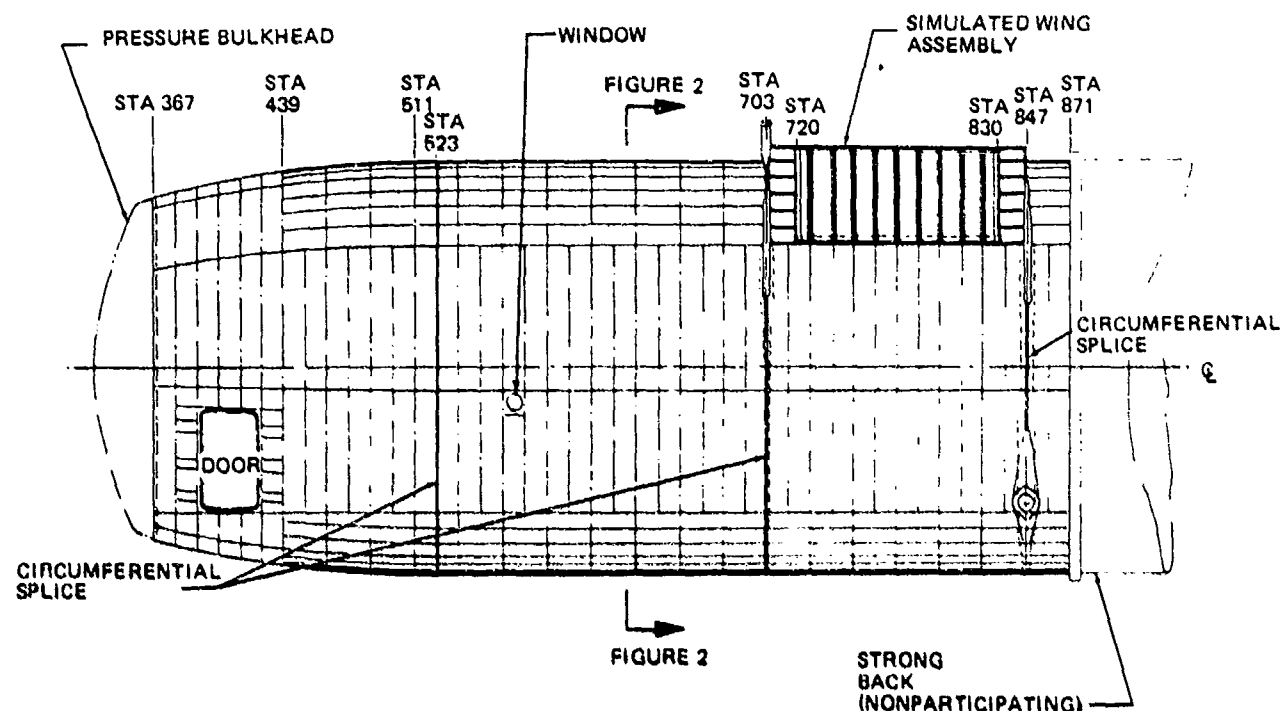 PRESSURE BULKHEAD
WINDOW
SIMULATED WING
ASSEMBLY
FIGURE 2
STA 367
STA
439
STA
511
STA
523
STA
703
STA
720
STA
830
STA
847
STA
871
CIRCUMFERENTIAL
SPLICE
℄
DOOR
CIRCUMFERENTIAL
SPLICE
FIGURE 2
STRONG
BACK
(NONPARTICIPATING)